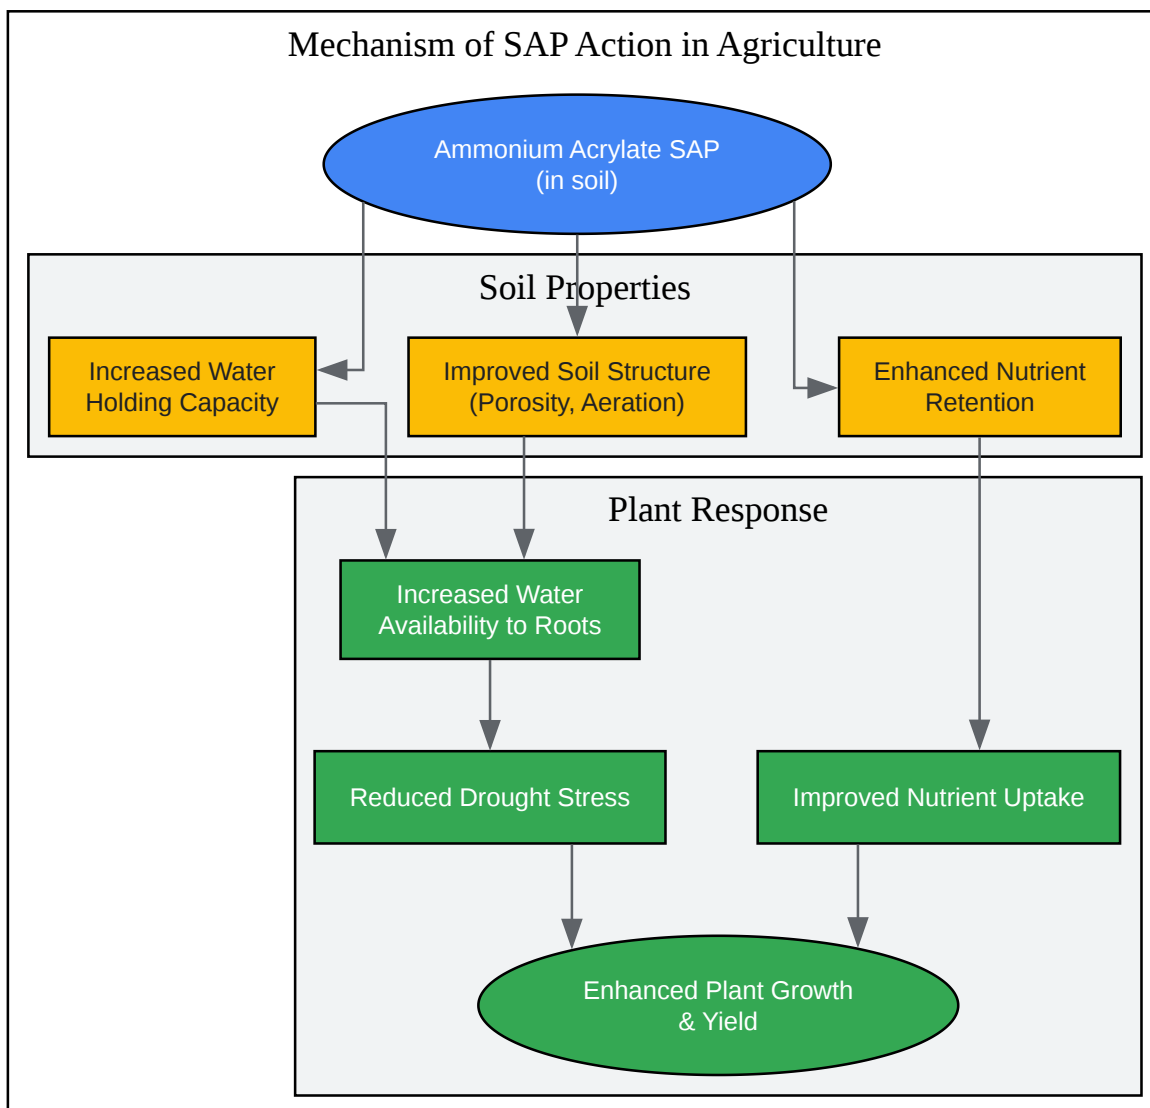 Mechanism of SAP Action in Agriculture
Ammonium Acrylate SAP
(in soil)
Soil Properties
Increased Water
Holding Capacity
Improved Soil Structure
(Porosity, Aeration)
Enhanced Nutrient
Retention
Plant Response
Increased Water
Availability to Roots
Reduced Drought Stress
Improved Nutrient Uptake
Enhanced Plant Growth
& Yield